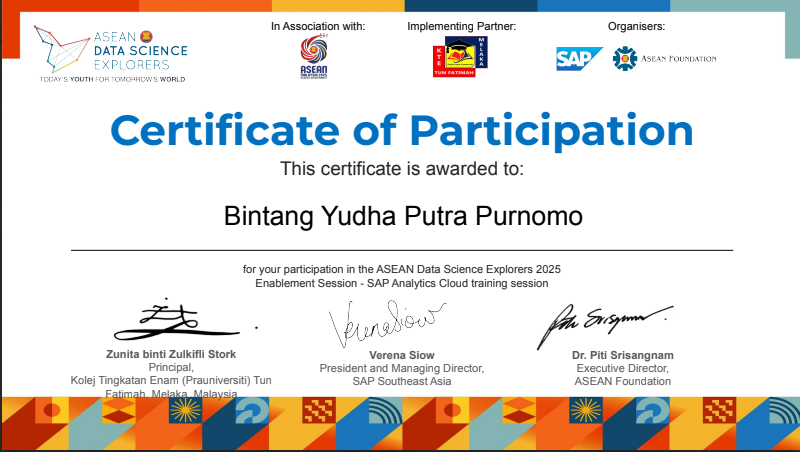 ASEAN
DATA SCIENCE
EXPLORERS
TODAY'S YOUTH FOR TOMORROW'S WORLD
In Association with:
ASEAN
MALAYSIA 2025
Implementing Partner:
KTE
MELAKA
TUN FATIMAH
Organisers:
SAP
ASEAN FOUNDATION
Certificate of Participation
This certificate is awarded to:
Bintang Yudha Putra Purnomo
for your participation in the ASEAN Data Science Explorers 2025
Enablement Session - SAP Analytics Cloud training session
VerenaSiow
Zunita binti Zulkifli Stork
Principal,
Kolej Tingkatan Enam (Prauniversiti) Tun
Fatimah, Melaka, Malaysia
Verena Siow
President and Managing Director,
SAP Southeast Asia
Dr. Piti Srisangnam
Executive Director,
ASEAN Foundation